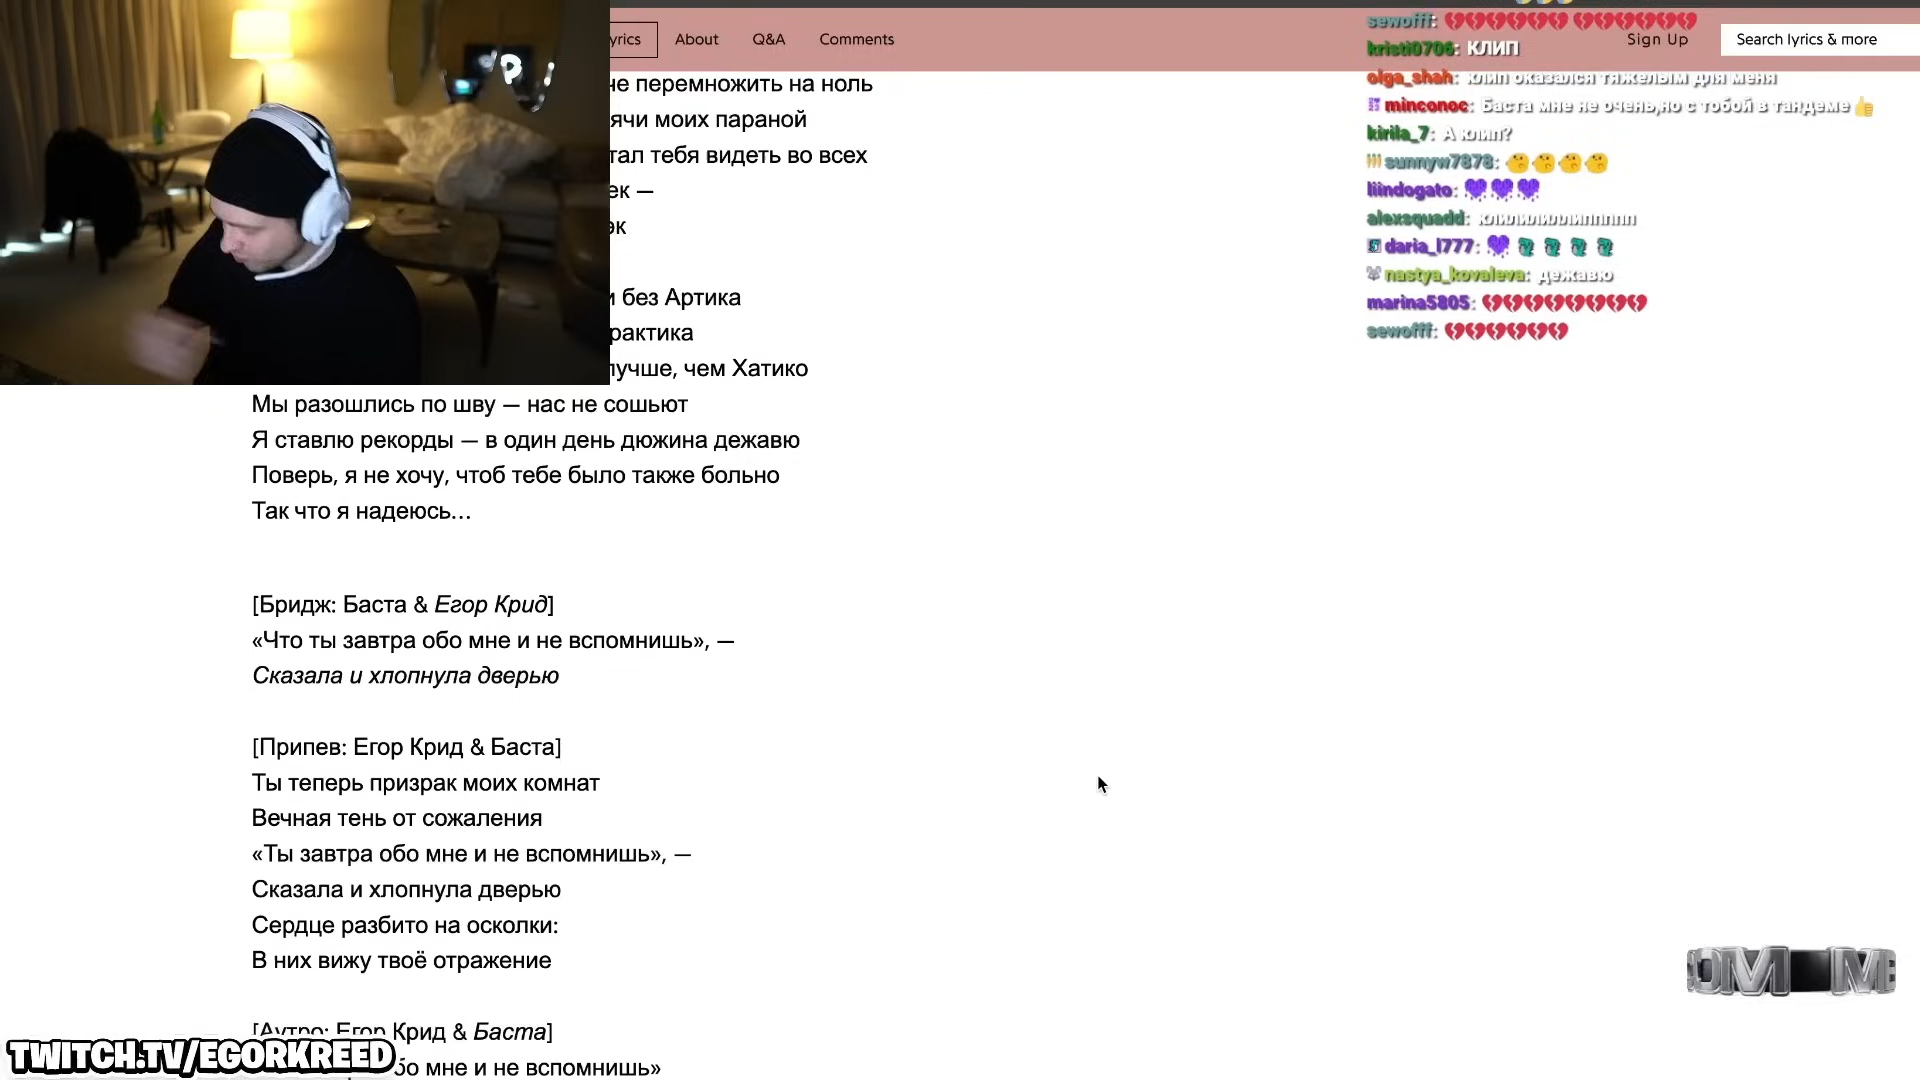 yrics About Q&A Comments Sign Up Search lyrics & more
не перемножить на ноль
ячи моих параной
тал тебя видеть во всех
ек —
эк
и без Артика
рактика
лучше, чем Хатико
Мы разошлись по шву — нас не сошьют
Я ставлю рекорды — в один день дюжина дежавю
Поверь, я не хочу, чтоб тебе было также больно
Так что я надеюсь…
[Бридж: Баста & Егор Крид]
«Что ты завтра обо мне и не вспомнишь», —
Сказала и хлопнула дверью
[Припев: Егор Крид & Баста]
Ты теперь призрак моих комнат
Вечная тень от сожаления
«Ты завтра обо мне и не вспомнишь», —
Сказала и хлопнула дверью
Сердце разбито на осколки:
В них вижу твоё отражение
[Аутро: Егор Крид & Баста]
бо мне и не вспомнишь»
sewofff:
kristi0706: КЛИП
olga_shah: клип оказался тяжелым для меня
minconoc: Баста мне не очень,но с тобой в тандеме👍
kirila_7: А клип?
sunnyw7878:
liindogato:
alexsquadd: клилилиллиппппп
daria_l777:
nastya_kovaleva: дежавю
marina5805:
sewofff:
TWITCH.TV/EGORKREED